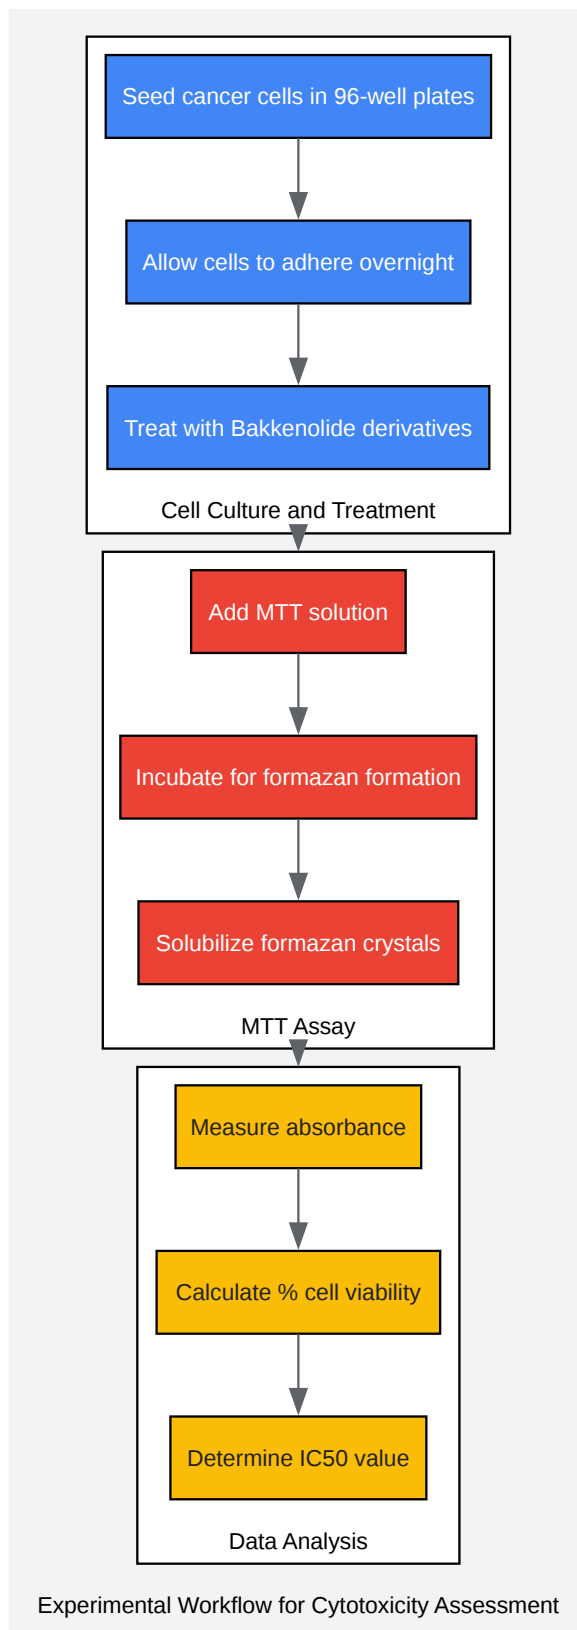 Seed cancer cells in 96-well plates
Allow cells to adhere overnight
Treat with Bakkenolide derivatives
Cell Culture and Treatment
Add MTT solution
Incubate for formazan formation
Solubilize formazan crystals
MTT Assay
Measure absorbance
Calculate % cell viability
Determine IC50 value
Data Analysis
Experimental Workflow for Cytotoxicity Assessment